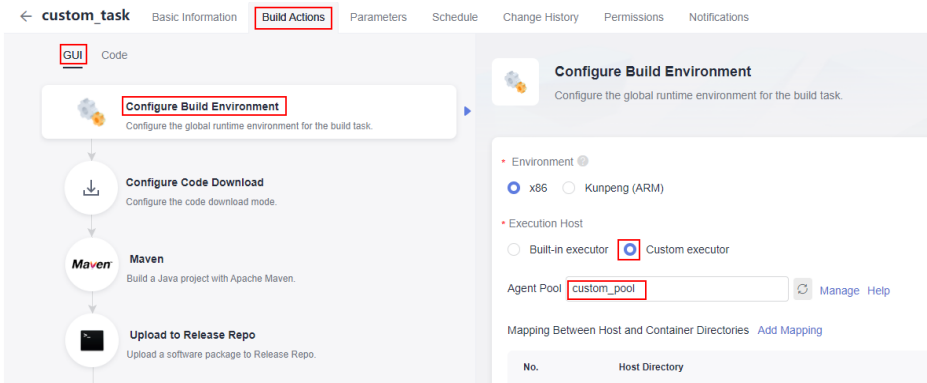 ← custom_task Basic Information Build Actions Parameters Schedule Change History Permissions Notifications
GUI Code
Configure Build Environment
Configure the global runtime environment for the build task.
Configure Code Download
Configure the code download mode.
Maven
Maven
Build a Java project with Apache Maven.
Upload to Release Repo
Upload a software package to Release Repo.
Configure Build Environment
Configure the global runtime environment for the build task.
* Environment
x86 Kunpeng (ARM)
* Execution Host
Built-in executor Custom executor
Agent Pool custom_pool Manage Help
Mapping Between Host and Container Directories Add Mapping
No. Host Directory